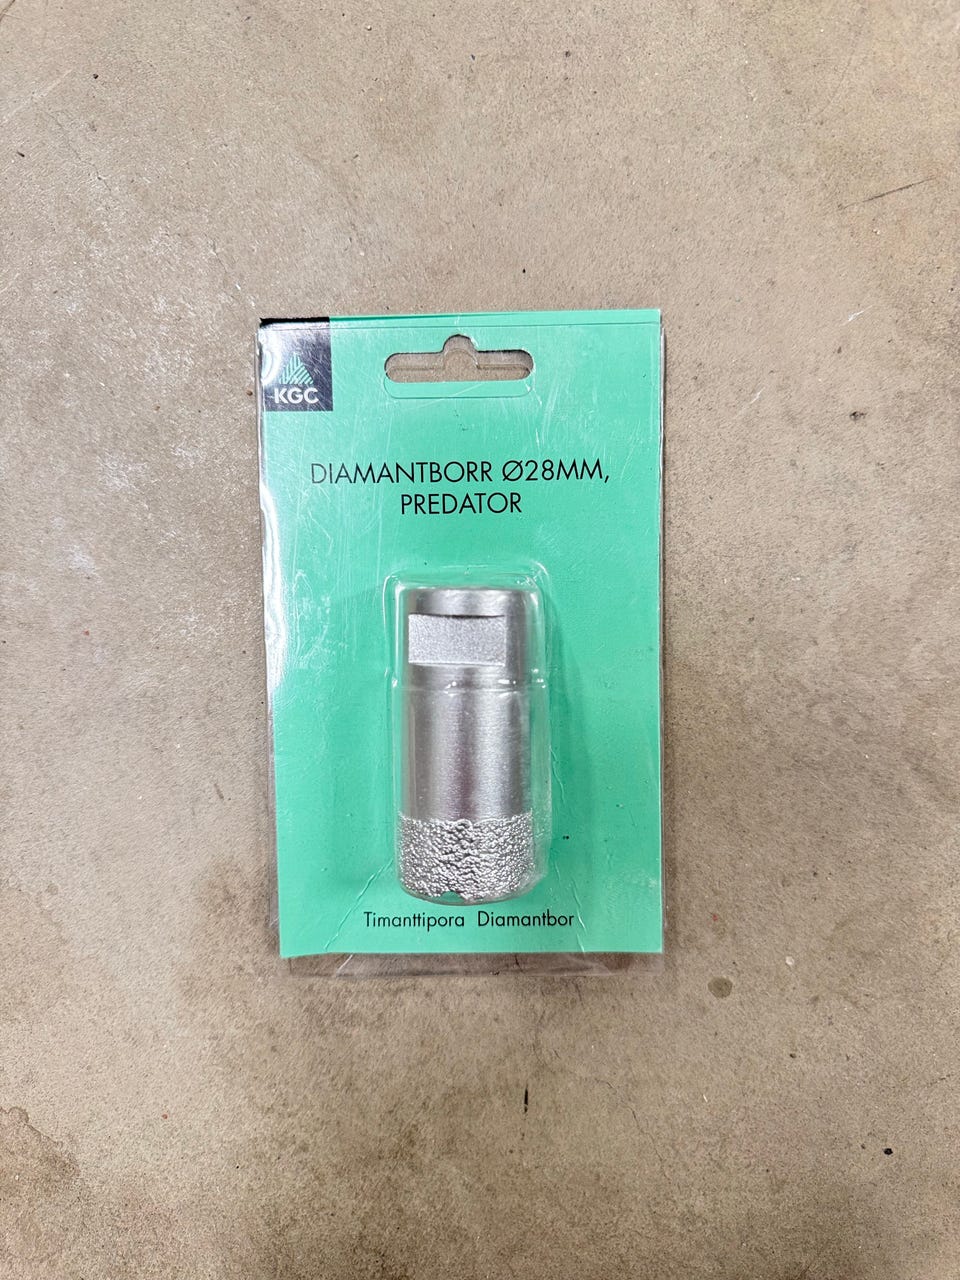 KGC
DIAMANTBORR Ø28MM,
PREDATOR
Timanttipora Diamantbor